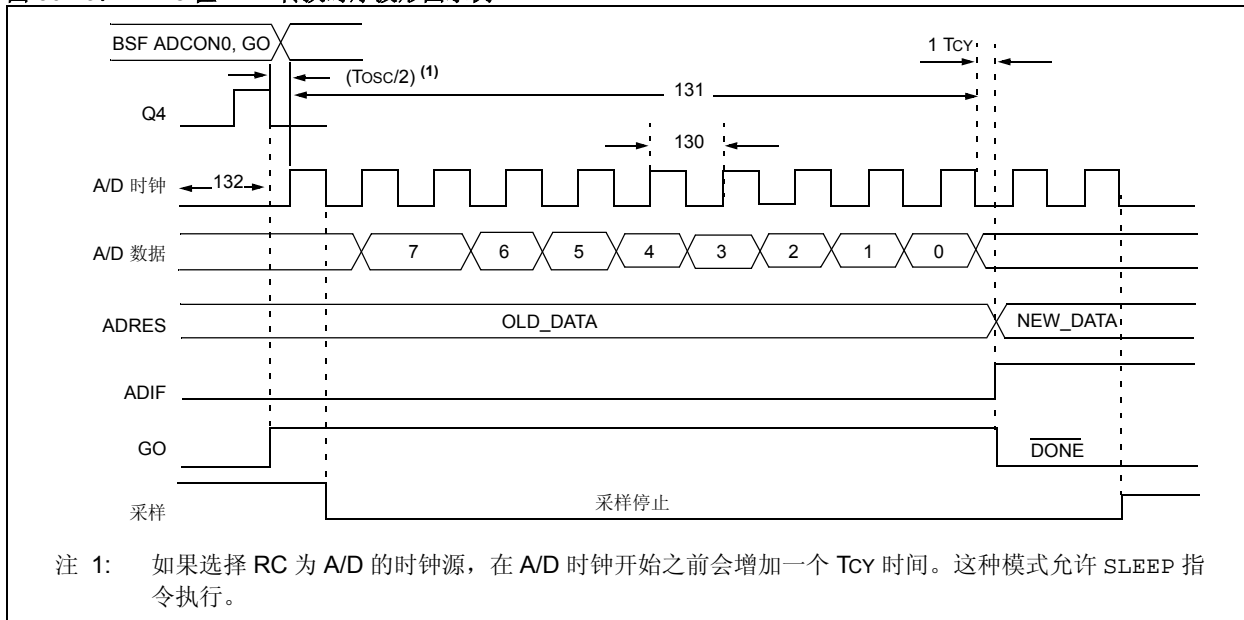 BSF ADCON0, GO
1 TCY
(TOSC/2) (1)
131
Q4
130
A/D 时钟
132
A/D 数据
7 6 5 4 3 2 1 0
ADRES
OLD_DATA
NEW_DATA
ADIF
GO
DONE
采样
采样停止
注 1: 如果选择 RC 为 A/D 的时钟源，在 A/D 时钟开始之前会增加一个 TCY 时间。这种模式允许 SLEEP 指
令执行。